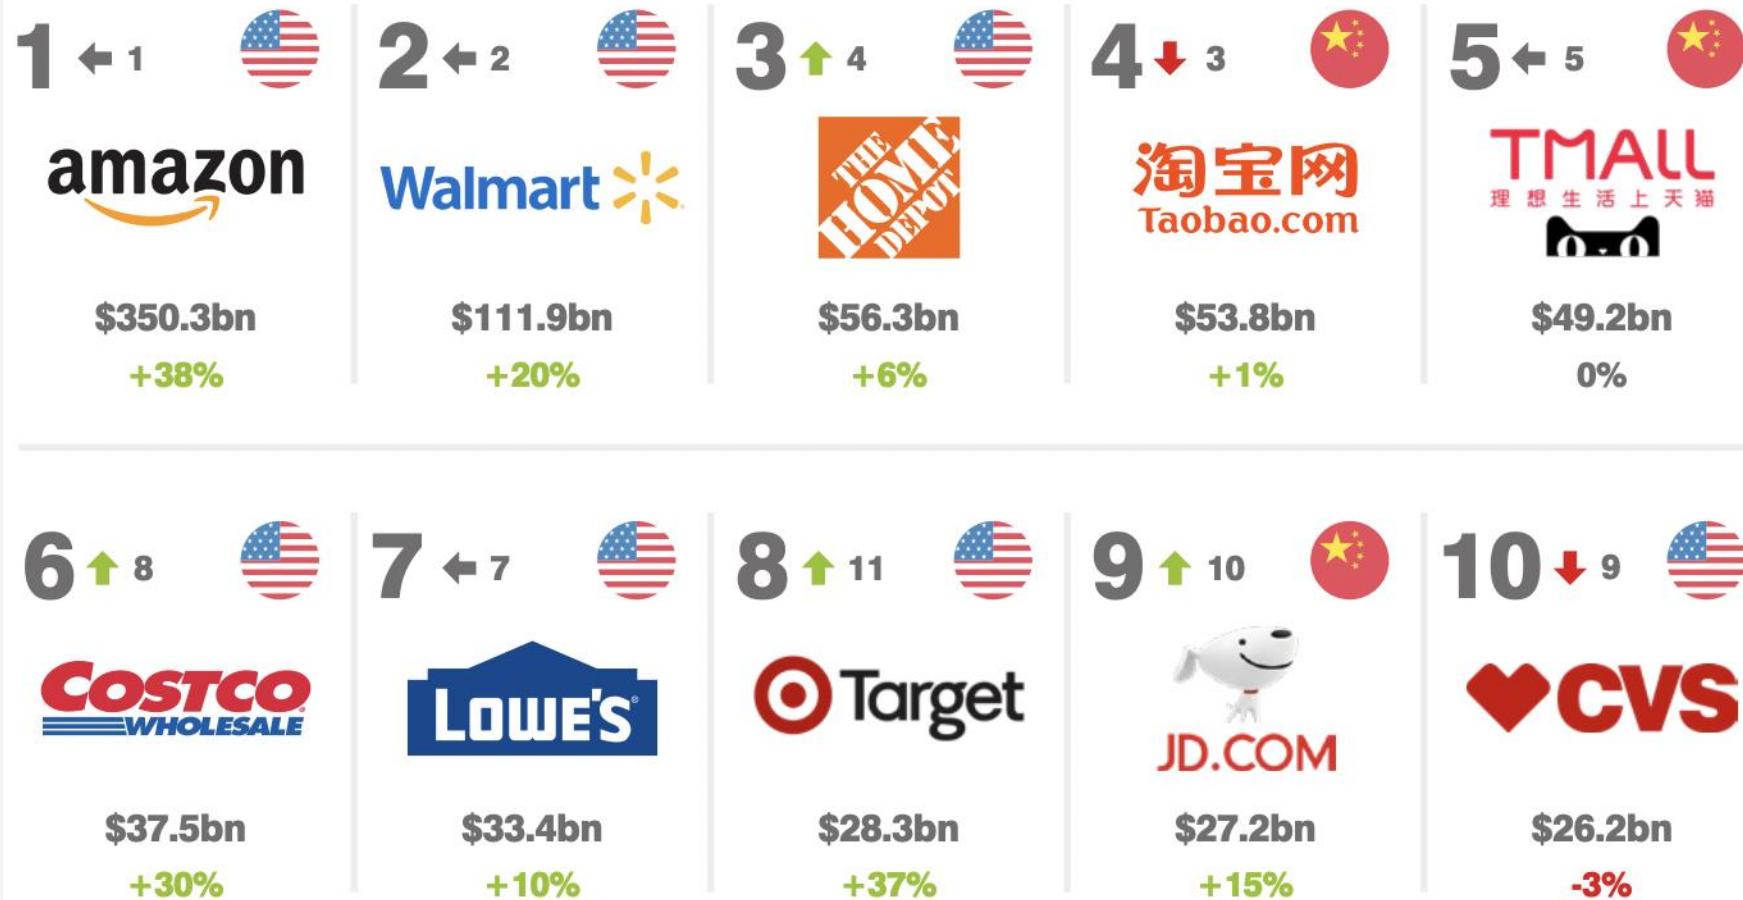 1 1
2 2
3 4
4 3
5 5
amazon
Walmart
THE
HOME
DEPOT
淘宝网
Taobao.com
TMALL
理想生活上天猫
$350.3bn
$111.9bn
$56.3bn
$53.8bn
$49.2bn
+38%
+20%
+6%
+1%
0%
6 8
7 7
8 11
9 10
10 9
COSTCO
WHOLESALE
LOWE'S
Target
JD.COM
CVS
$37.5bn
$33.4bn
$28.3bn
$27.2bn
$26.2bn
+30%
+10%
+37%
+15%
-3%